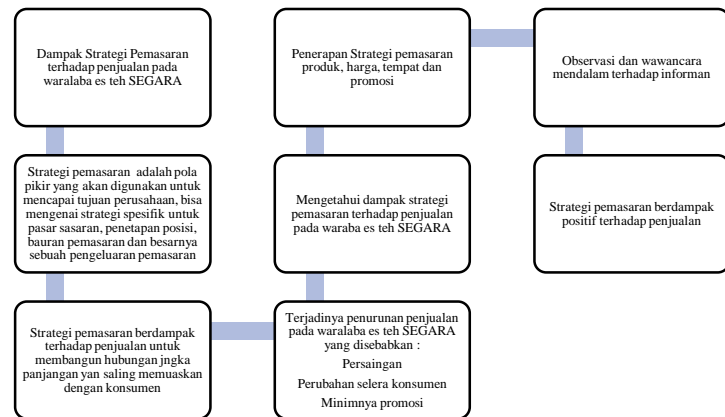 Dampak Strategi Pemasaran
terhadap penjualan pada
waralaba es teh SEGARA
Strategi pemasaran adalah pola
pikir yang akan digunakan untuk
mencapai tujuan perusahaan, bisa
mengenai strategi spesifik untuk
pasar sasaran, penetapan posisi,
bauran pemasaran dan besarnya
sebuah pengeluaran pemasaran
Strategi pemasaran berdampak
terhadap penjualan untuk
membangun hubungan jngka
panjangan yan saling memuaskan
dengan konsumen
Terjadinya penurunan penjualan
pada waralaba es teh SEGARA
yang disebabkan :
Persaingan
Perubahan selera konsumen
Minimnya promosi
Mengetahui dampak strategi
pemasaran terhadap penjualan
pada waraba es teh SEGARA
Penerapan Strategi pemasaran
produk, harga, tempat dan
promosi
Observasi dan wawancara
mendalam terhadap informan
Strategi pemasaran berdampak
positif terhadap penjualan